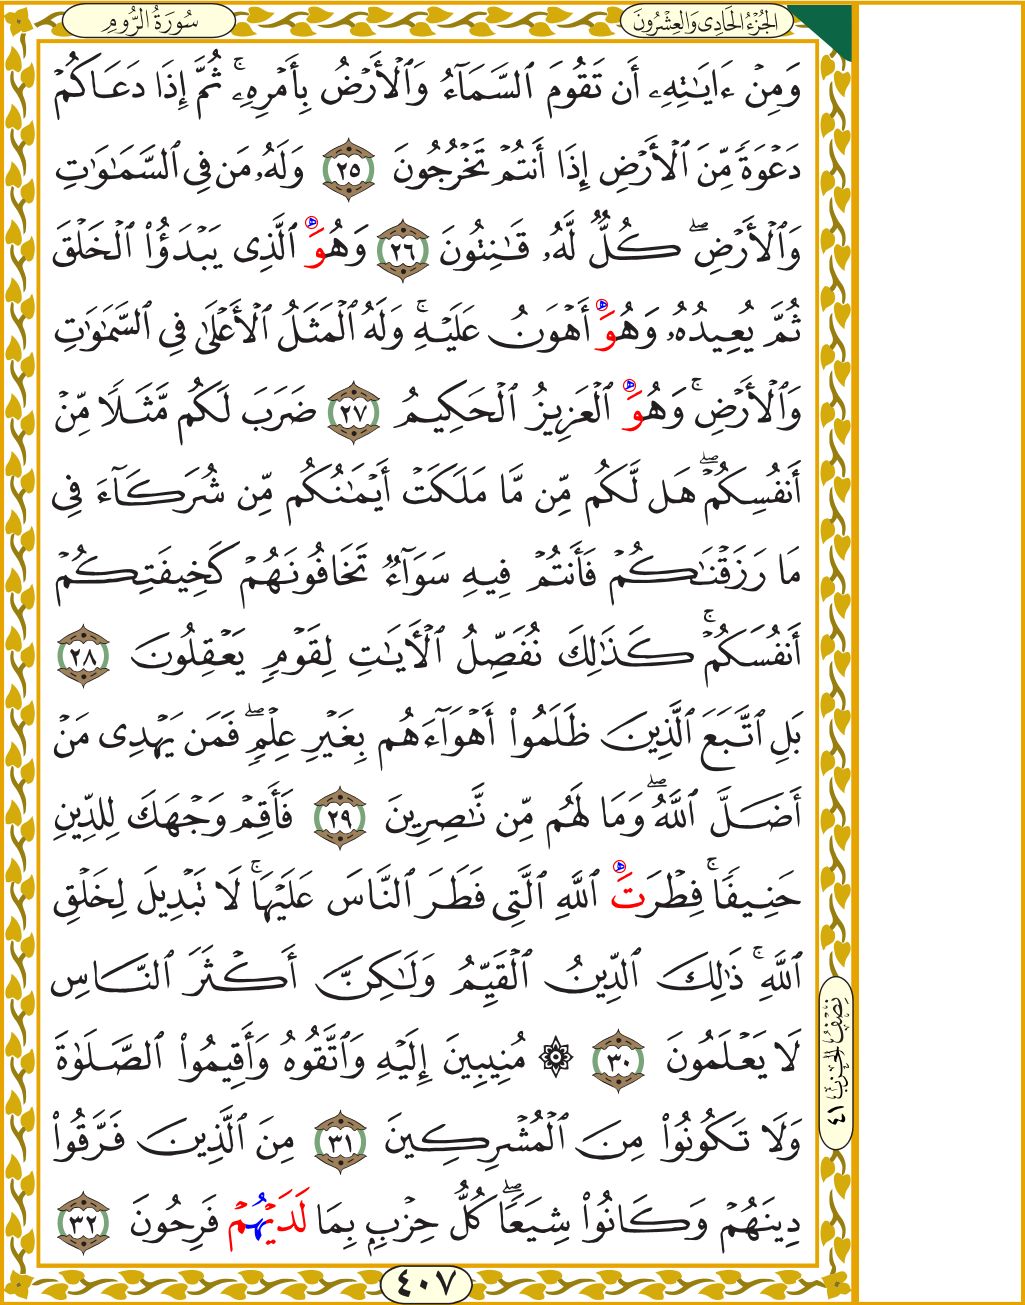 سُورَةُ الرُّومِ
الجُزْءُ الحَادِى وَالعِشْرُونَ
وَمِنْ ءَايَـٰتِهِۦٓ أَن تَقُومَ ٱلسَّمَآءُ وَٱلْأَرْضُ بِأَمْرِهِۦ ۚ ثُمَّ إِذَا دَعَاكُمْ
دَعْوَةً مِّنَ ٱلْأَرْضِ إِذَآ أَنتُمْ تَخْرُجُونَ ٢٥ وَلَهُۥ مَن فِى ٱلسَّمَـٰوَٰتِ
وَٱلْأَرْضِ ۖ كُلٌّ لَّهُۥ قَـٰنِتُونَ ٢٦ وَهُوَ ٱلَّذِى يَبْدَؤُا۟ ٱلْخَلْقَ
ثُمَّ يُعِيدُهُۥ وَهُوَ أَهْوَنُ عَلَيْهِ ۚ وَلَهُ ٱلْمَثَلُ ٱلْأَعْلَىٰ فِى ٱلسَّمَـٰوَٰتِ
وَٱلْأَرْضِ ۚ وَهُوَ ٱلْعَزِيزُ ٱلْحَكِيمُ ٢٧ ضَرَبَ لَكُم مَّثَلًا مِّنْ
أَنفُسِكُمْ ۖ هَل لَّكُم مِّن مَّا مَلَكَتْ أَيْمَـٰنُكُم مِّن شُرَكَآءَ فِى
مَا رَزَقْنَـٰكُمْ فَأَنتُمْ فِيهِ سَوَآءٌ تَخَافُونَهُمْ كَخِيفَتِكُمْ
أَنفُسَكُمْ ۚ كَذَٰلِكَ نُفَصِّلُ ٱلْـَٔايَـٰتِ لِقَوْمٍ يَعْقِلُونَ ٢٨
بَلِ ٱتَّبَعَ ٱلَّذِينَ ظَلَمُوٓا۟ أَهْوَآءَهُم بِغَيْرِ عِلْمٍ ۖ فَمَن يَهْدِى مَنْ
أَضَلَّ ٱللَّهُ ۖ وَمَا لَهُم مِّن نَّـٰصِرِينَ ٢٩ فَأَقِمْ وَجْهَكَ لِلدِّينِ
حَنِيفًا ۚ فِطْرَتَ ٱللَّهِ ٱلَّتِى فَطَرَ ٱلنَّاسَ عَلَيْهَا ۚ لَا تَبْدِيلَ لِخَلْقِ
ٱللَّهِ ۚ ذَٰلِكَ ٱلدِّينُ ٱلْقَيِّمُ وَلَـٰكِنَّ أَكْثَرَ ٱلنَّاسِ
لَا يَعْلَمُونَ ٣٠ ۞ مُنِيبِينَ إِلَيْهِ وَٱتَّقُوهُ وَأَقِيمُوا۟ ٱلصَّلَوٰةَ
وَلَا تَكُونُوا۟ مِنَ ٱلْمُشْرِكِينَ ٣١ مِنَ ٱلَّذِينَ فَرَّقُوا۟
دِينَهُمْ وَكَانُوا۟ شِيَعًا ۖ كُلُّ حِزْبٍۭ بِمَا لَدَيْهُمْ فَرِحُونَ ٣٢
نِصْفُ الحِزْبِ ٤١
٤٠٧